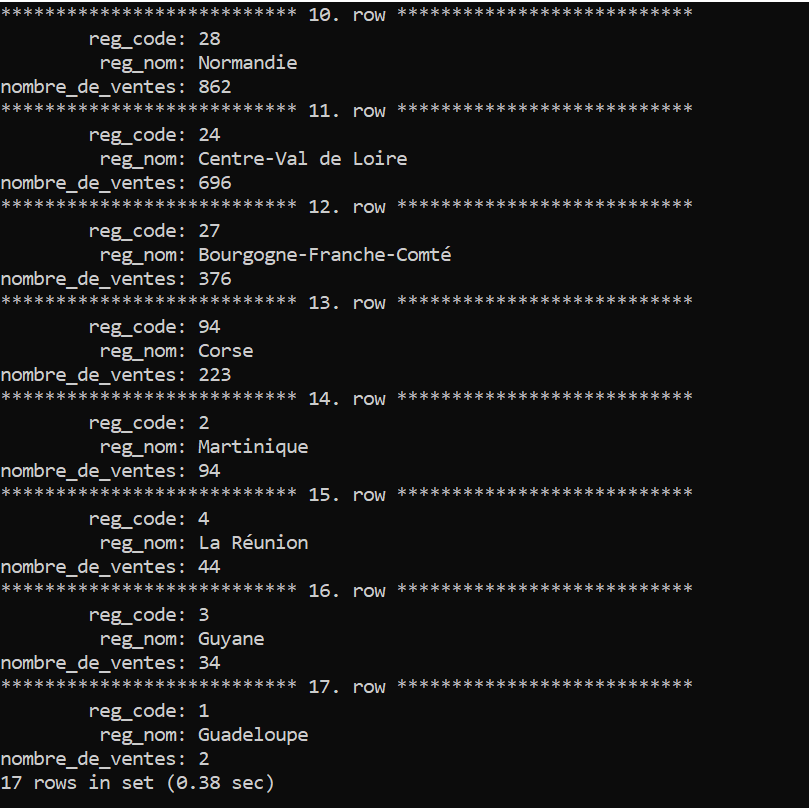 *************************** 10. row ***************************
reg_code: 28
reg_nom: Normandie
nombre_de_ventes: 862
*************************** 11. row ***************************
reg_code: 24
reg_nom: Centre-Val de Loire
nombre_de_ventes: 696
*************************** 12. row ***************************
reg_code: 27
reg_nom: Bourgogne-Franche-Comté
nombre_de_ventes: 376
*************************** 13. row ***************************
reg_code: 94
reg_nom: Corse
nombre_de_ventes: 223
*************************** 14. row ***************************
reg_code: 2
reg_nom: Martinique
nombre_de_ventes: 94
*************************** 15. row ***************************
reg_code: 4
reg_nom: La Réunion
nombre_de_ventes: 44
*************************** 16. row ***************************
reg_code: 3
reg_nom: Guyane
nombre_de_ventes: 34
*************************** 17. row ***************************
reg_code: 1
reg_nom: Guadeloupe
nombre_de_ventes: 2
17 rows in set (0.38 sec)